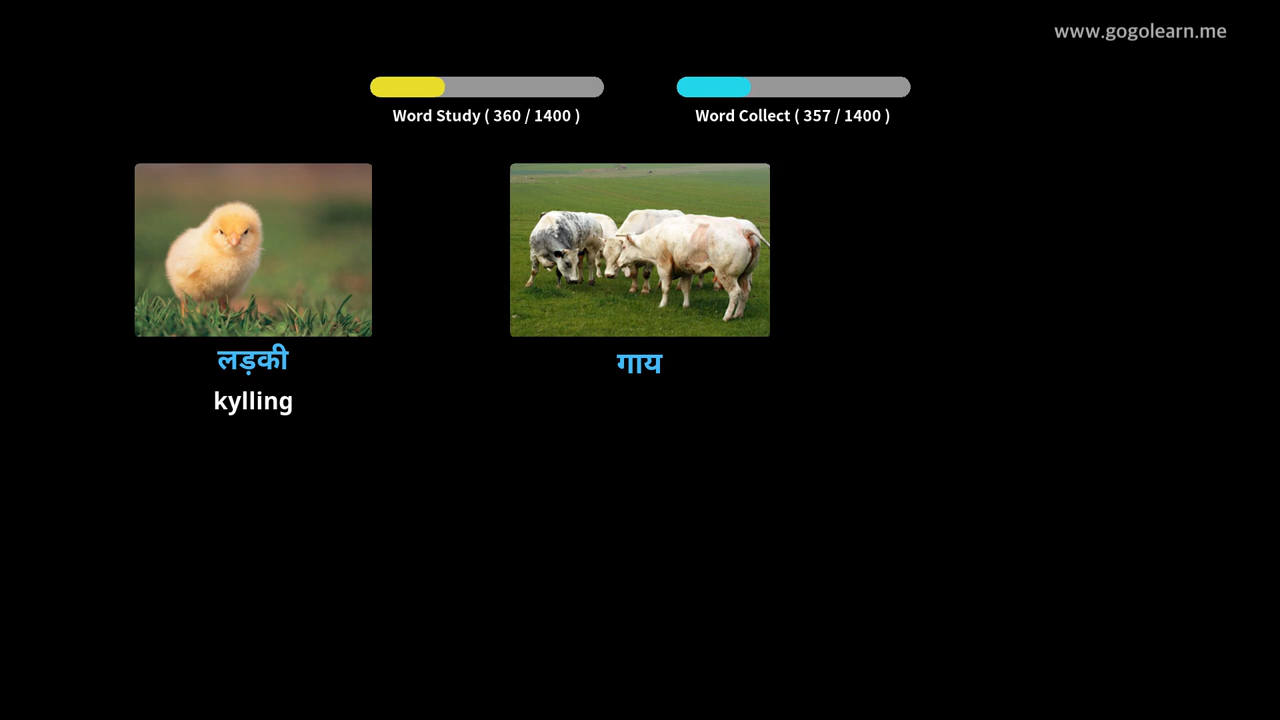 www.gogolearn.me
Word Study ( 360 / 1400 )
Word Collect ( 357 / 1400 )
लड़की
kylling
गाय